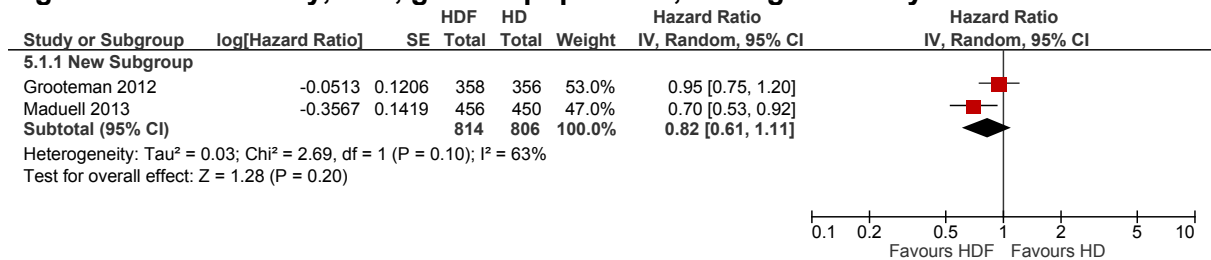 HDF HD Hazard Ratio Hazard Ratio
Study or Subgroup log[Hazard Ratio] SE Total Total Weight IV, Random, 95% CI IV, Random, 95% CI
5.1.1 New Subgroup
Grooteman 2012 -0.0513 0.1206 358 356 53.0% 0.95 [0.75, 1.20]
Maduell 2013 -0.3567 0.1419 456 450 47.0% 0.70 [0.53, 0.92]
Subtotal (95% CI) 814 806 100.0% 0.82 [0.61, 1.11]
Heterogeneity: Tau² = 0.03; Chi² = 2.69, df = 1 (P = 0.10); I² = 63%
Test for overall effect: Z = 1.28 (P = 0.20)
0.1 0.2 0.5 1 2 5 10
Favours HDF Favours HD